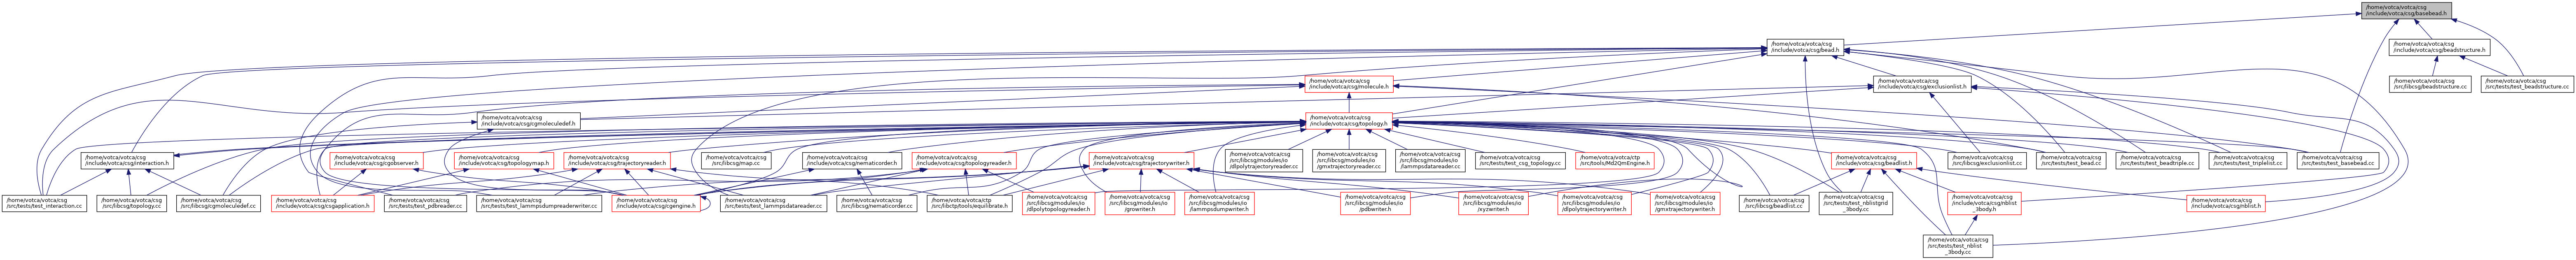 /home/votca/votca/csg
/include/votca/csg/basebead.h
/home/votca/votca/csg
/include/votca/csg/bead.h
/home/votca/votca/csg
/include/votca/csg/beadstructure.h
/home/votca/votca/csg
/include/votca/csg/molecule.h
/home/votca/votca/csg
/include/votca/csg/exclusionlist.h
/home/votca/votca/csg
/src/libcsg/beadstructure.cc
/home/votca/votca/csg
/src/tests/test_beadstructure.cc
/home/votca/votca/csg
/include/votca/csg/cgmoleculedef.h
/home/votca/votca/csg
/include/votca/csg/topology.h
/home/votca/votca/csg
/include/votca/csg/interaction.h
/home/votca/votca/csg
/include/votca/csg/cgobserver.h
/home/votca/votca/csg
/include/votca/csg/topologymap.h
/home/votca/votca/csg
/include/votca/csg/trajectoryreader.h
/home/votca/votca/csg
/src/libcsg/map.cc
/home/votca/votca/csg
/include/votca/csg/nematicorder.h
/home/votca/votca/csg
/include/votca/csg/topologyreader.h
/home/votca/votca/csg
/include/votca/csg/trajectorywriter.h
/home/votca/votca/csg
/src/libcsg/modules/io
/dlpolytrajectoryreader.cc
/home/votca/votca/csg
/src/libcsg/modules/io
/gmxtrajectoryreader.cc
/home/votca/votca/csg
/src/libcsg/modules/io
/lammpsdatareader.cc
/home/votca/votca/csg
/src/tests/test_csg_topology.cc
/home/votca/votca/ctp
/src/tools/Md2QmEngine.h
/home/votca/votca/csg
/include/votca/csg/beadlist.h
/home/votca/votca/csg
/src/libcsg/exclusionlist.cc
/home/votca/votca/csg
/src/tests/test_bead.cc
/home/votca/votca/csg
/src/tests/test_beadtriple.cc
/home/votca/votca/csg
/src/tests/test_triplelist.cc
/home/votca/votca/csg
/src/tests/test_basebead.cc
/home/votca/votca/csg
/src/tests/test_interaction.cc
/home/votca/votca/csg
/src/libcsg/topology.cc
/home/votca/votca/csg
/src/libcsg/cgmoleculedef.cc
/home/votca/votca/csg
/include/votca/csg/csgapplication.h
/home/votca/votca/csg
/src/tests/test_pdbreader.cc
/home/votca/votca/csg
/src/tests/test_lammpsdumpreaderwriter.cc
/home/votca/votca/csg
/include/votca/csg/cgengine.h
/home/votca/votca/csg
/src/tests/test_lammpsdatareader.cc
/home/votca/votca/csg
/src/libcsg/nematicorder.cc
/home/votca/votca/ctp
/src/libctp/tools/equilibrate.h
/home/votca/votca/csg
/src/libcsg/modules/io
/dlpolytopologyreader.h
/home/votca/votca/csg
/src/libcsg/modules/io
/growriter.h
/home/votca/votca/csg
/src/libcsg/modules/io
/lammpsdumpwriter.h
/home/votca/votca/csg
/src/libcsg/modules/io
/pdbwriter.h
/home/votca/votca/csg
/src/libcsg/modules/io
/xyzwriter.h
/home/votca/votca/csg
/src/libcsg/modules/io
/dlpolytrajectorywriter.h
/home/votca/votca/csg
/src/libcsg/modules/io
/gmxtrajectorywriter.h
/home/votca/votca/csg
/src/libcsg/beadlist.cc
/home/votca/votca/csg
/src/tests/test_nblistgrid
_3body.cc
/home/votca/votca/csg
/include/votca/csg/nblist
_3body.h
/home/votca/votca/csg
/include/votca/csg/nblist.h
/home/votca/votca/csg
/src/tests/test_nblist
_3body.cc